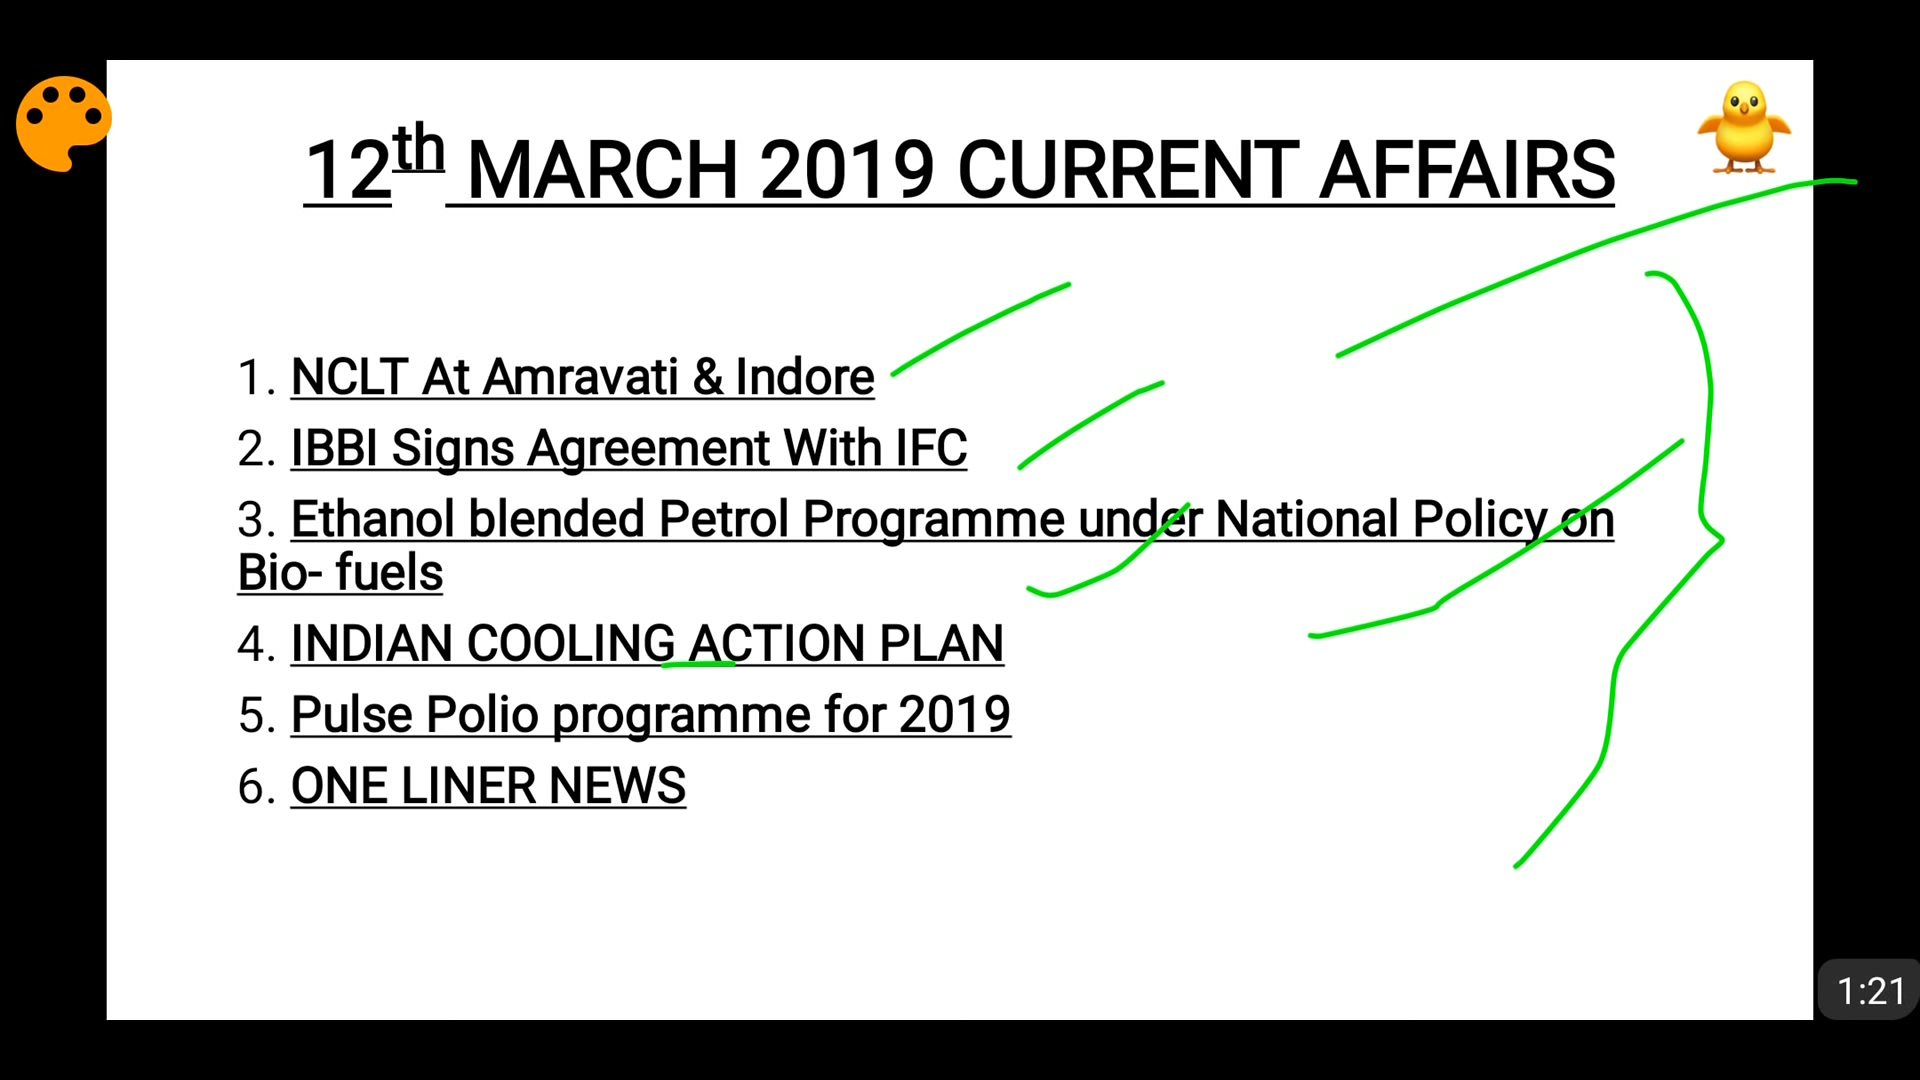 12th MARCH 2019 CURRENT AFFAIRS
1. NCLT At Amravati & Indore
2. IBBI Signs Agreement With IFC
3. Ethanol blended Petrol Programme under National Policy on
Bio- fuels
4. INDIAN COOLING ACTION PLAN
5. Pulse Polio programme for 2019
6. ONE LINER NEWS
1:21